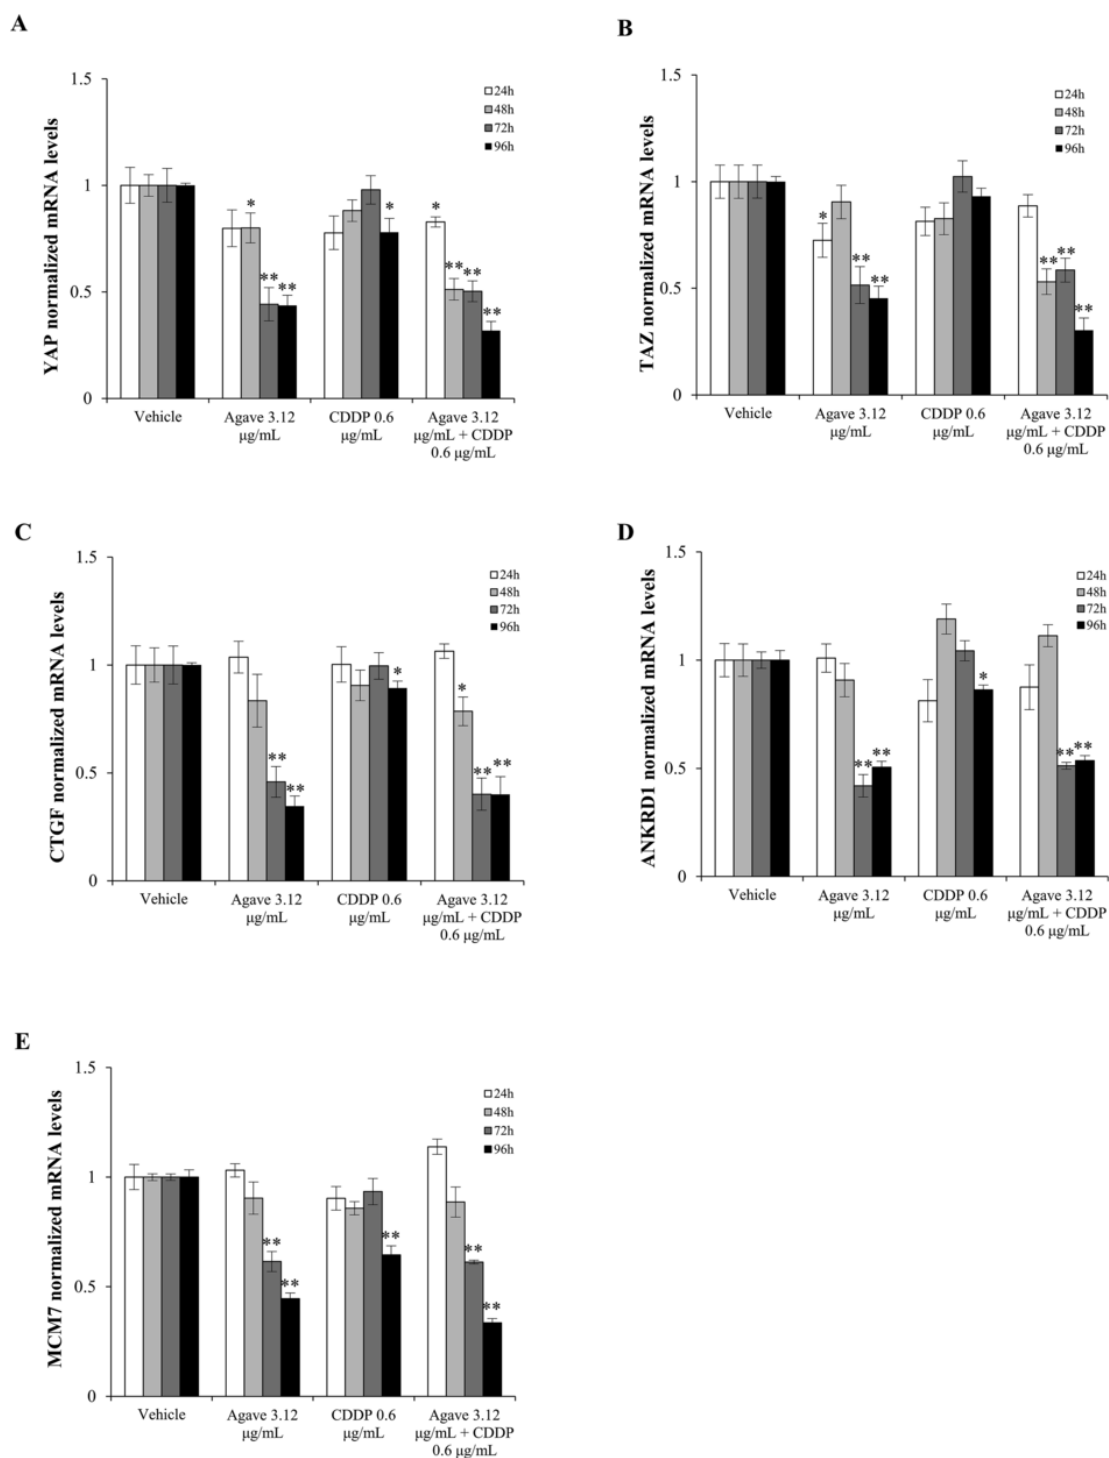 A
YAP normalized mRNA levels
1.5
1
0.5
0
24h
48h
72h
96h
*
**
**
*
*
**
**
**
Vehicle
Agave 3.12
µg/mL
CDDP 0.6
µg/mL
Agave 3.12
µg/mL + CDDP
0.6 µg/mL
B
TAZ normalized mRNA levels
1.5
1
0.5
0
24h
48h
72h
96h
*
**
**
**
**
**
Vehicle
Agave 3.12
µg/mL
CDDP 0.6
µg/mL
Agave 3.12
µg/mL + CDDP
0.6 µg/mL
C
CTGF normalized mRNA levels
1.5
1
0.5
0
24h
48h
72h
96h
**
**
*
*
**
**
Vehicle
Agave 3.12
µg/mL
CDDP 0.6
µg/mL
Agave 3.12
µg/mL + CDDP
0.6 µg/mL
D
ANKRD1 normalized mRNA levels
1.5
1
0.5
0
24h
48h
72h
96h
**
**
*
**
**
Vehicle
Agave 3.12
µg/mL
CDDP 0.6
µg/mL
Agave 3.12
µg/mL + CDDP
0.6 µg/mL
E
MCM7 normalized mRNA levels
1.5
1
0.5
0
24h
48h
72h
96h
**
**
**
**
**
Vehicle
Agave 3.12
µg/mL
CDDP 0.6
µg/mL
Agave 3.12
µg/mL + CDDP
0.6 µg/mL